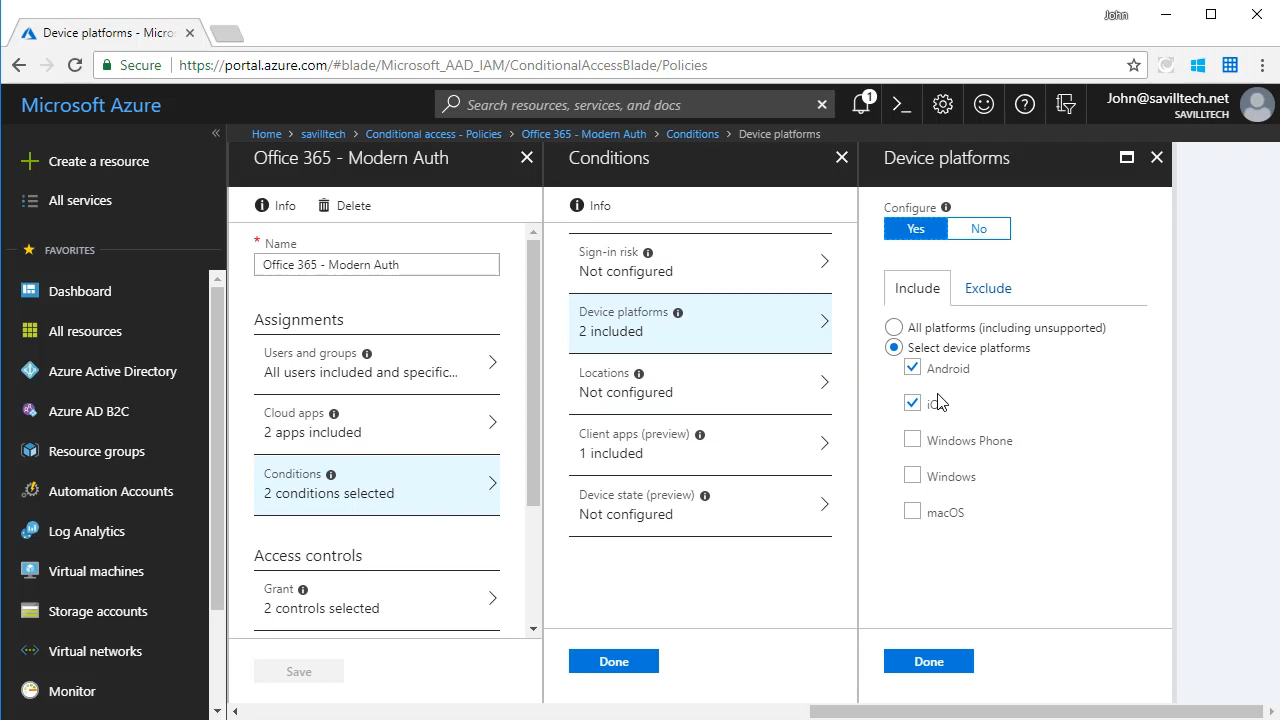 John
Device platforms - Micro
Secure
https://portal.azure.com/#blade/Microsoft_AAD_IAM/ConditionalAccessBlade/Policies
Microsoft Azure
Search resources, services, and docs
1
John@savilltech.net
SAVILLTECH
Home > savilltech > Conditional access - Policies > Office 365 - Modern Auth > Conditions > Device platforms
Create a resource
All services
FAVORITES
Dashboard
All resources
Azure Active Directory
Azure AD B2C
Resource groups
Automation Accounts
Log Analytics
Virtual machines
Storage accounts
Virtual networks
Monitor
Office 365 - Modern Auth
Info
Delete
* Name
Office 365 - Modern Auth
Assignments
Users and groups
All users included and specific...
Cloud apps
2 apps included
Conditions
2 conditions selected
Access controls
Grant
2 controls selected
Save
Conditions
Info
Sign-in risk
Not configured
Device platforms
2 included
Locations
Not configured
Client apps (preview)
1 included
Device state (preview)
Not configured
Done
Device platforms
Configure
Yes
No
Include
Exclude
All platforms (including unsupported)
Select device platforms
Android
Windows Phone
Windows
macOS
Done